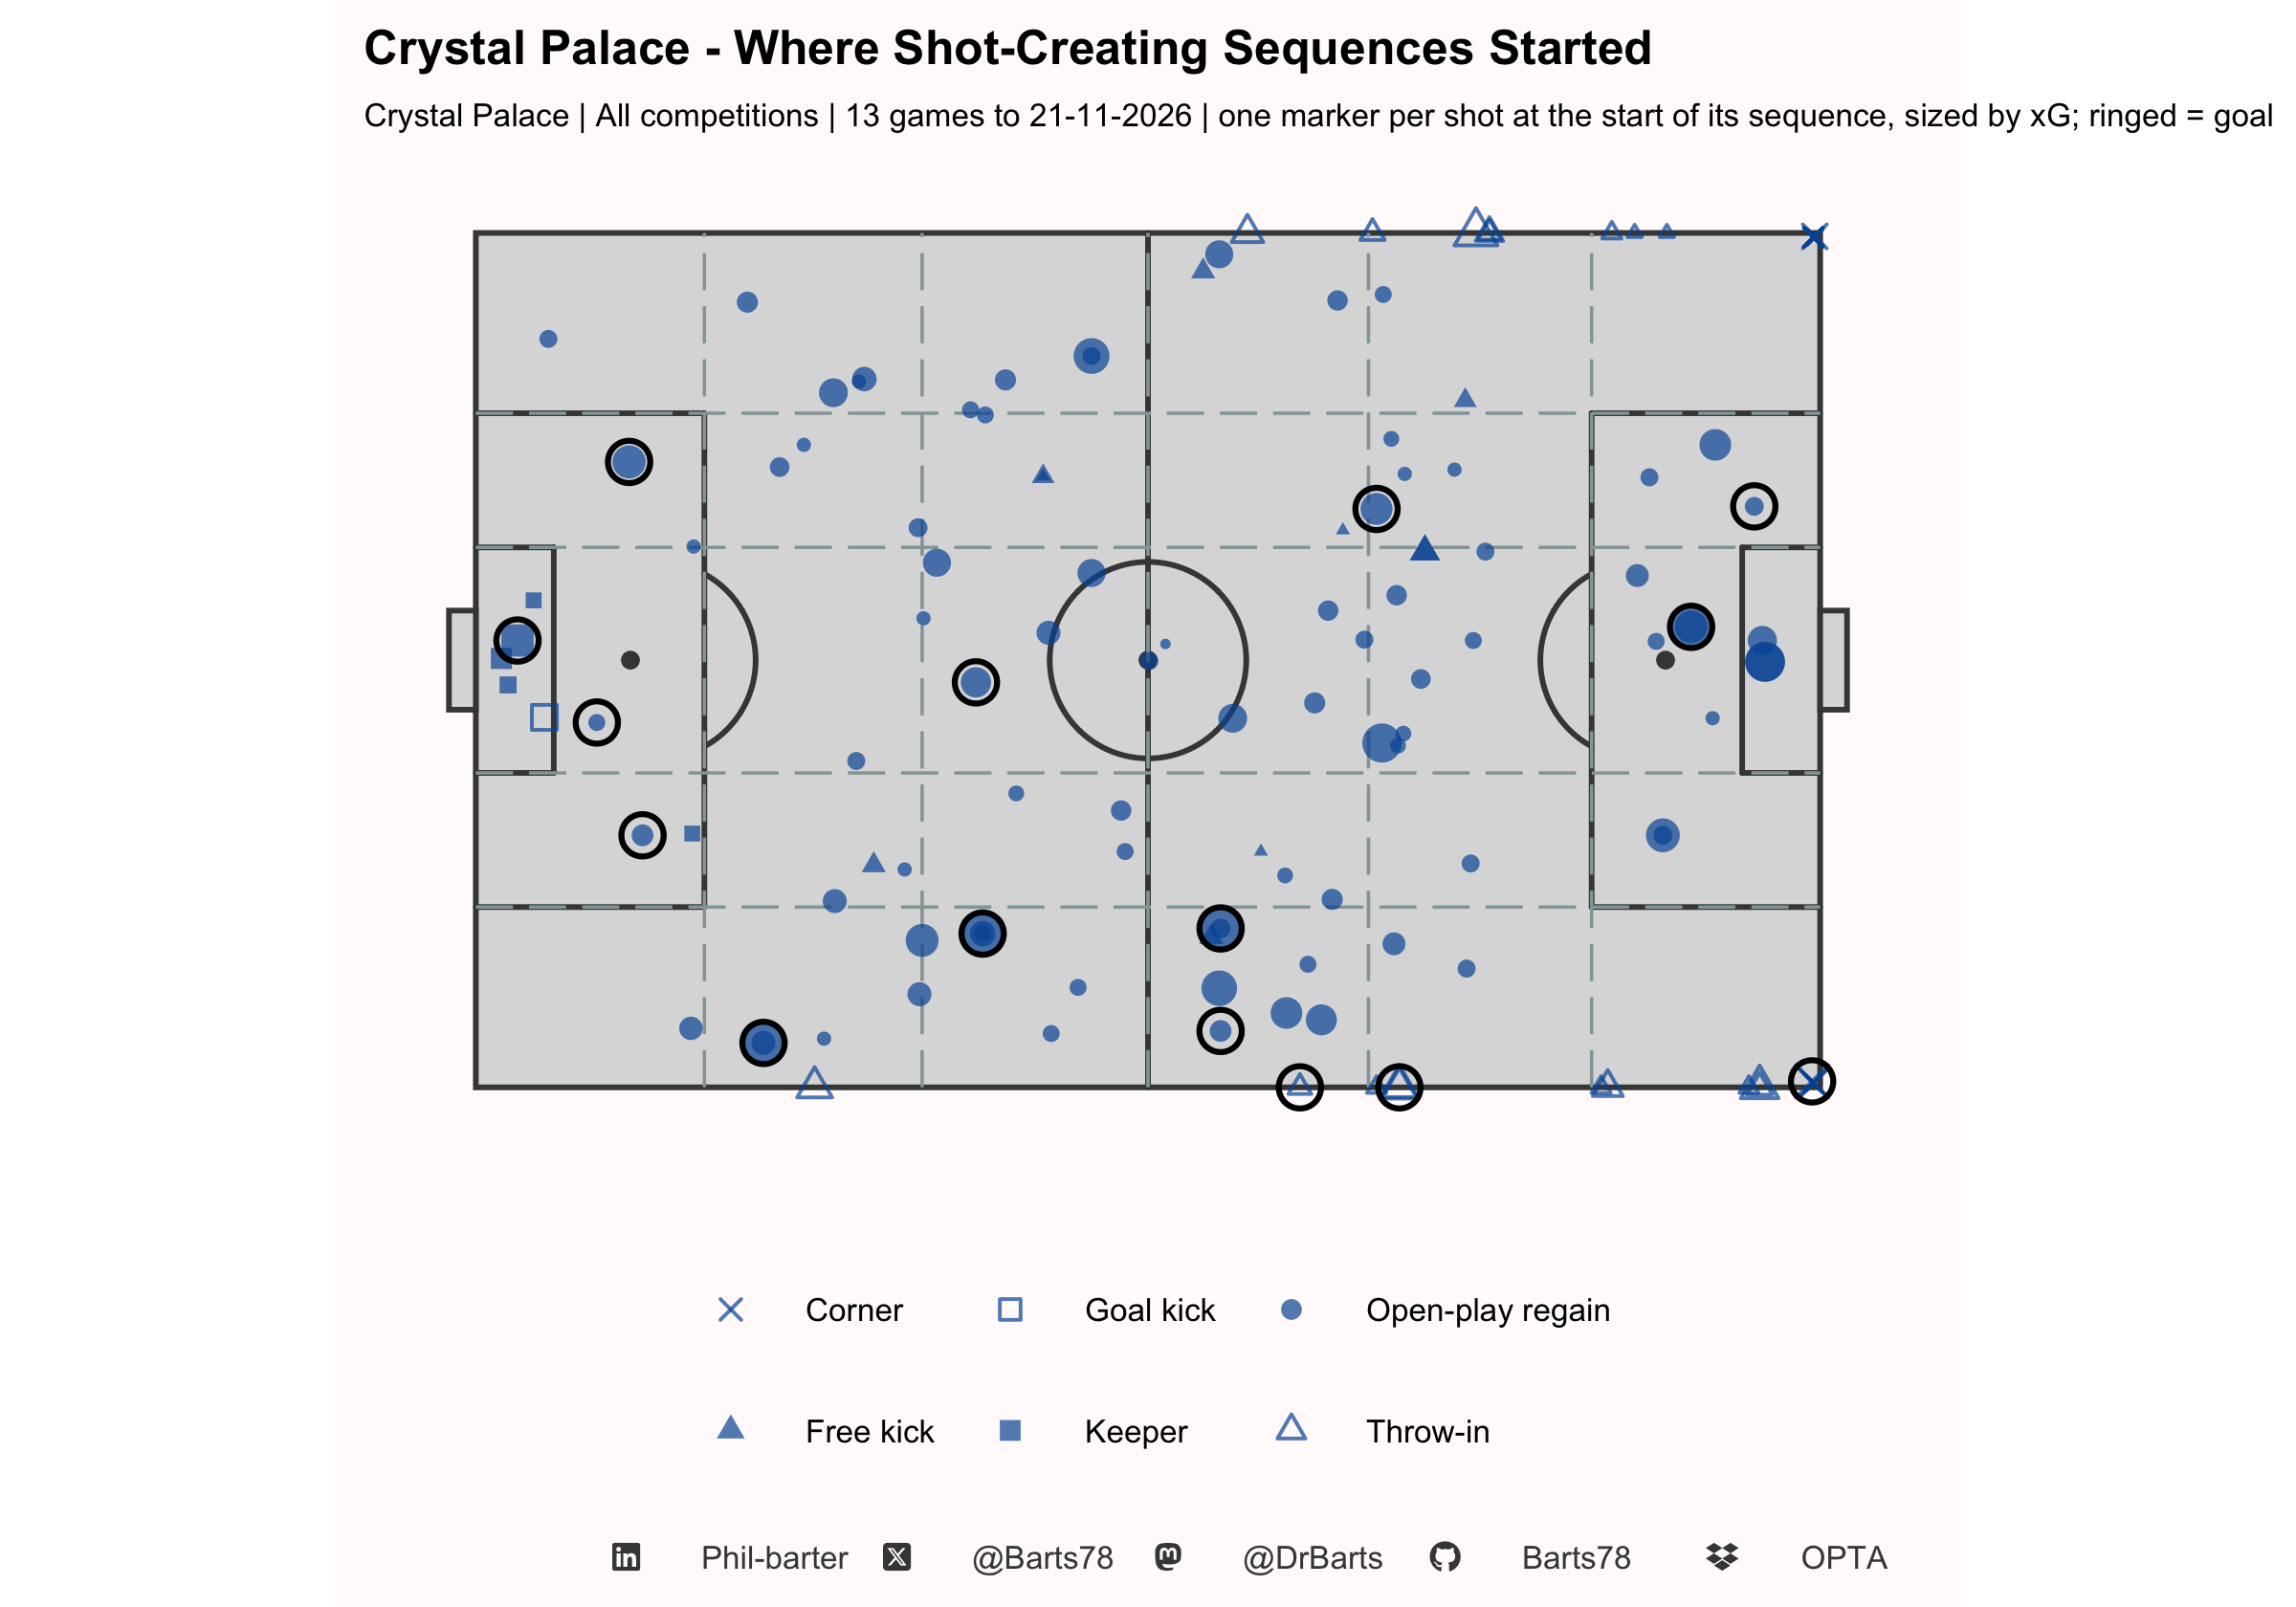 Crystal Palace - Where Shot-Creating Sequences Started
Crystal Palace | All competitions | 13 games to 21-11-2026 | one marker per shot at the start of its sequence, sized by xG; ringed = goal
Corner Goal kick Open-play regain
Free kick Keeper Throw-in
Phil-barter @Barts78 @DrBarts Barts78 OPTA